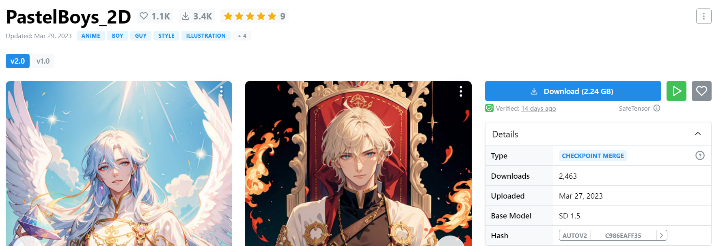 PastelBoys_2D 1.1K 3.4K 9
Updated: Mar 29, 2023 ANIME BOY GUY STYLE ILLUSTRATION + 4
v2.0 v1.0
Download (2.24 GB)
Verified: 14 days ago SafeTensor
Details
Type CHECKPOINT MERGE
Downloads 2,463
Uploaded Mar 27, 2023
Base Model SD 1.5
Hash AUTOV2 C986EAFF35